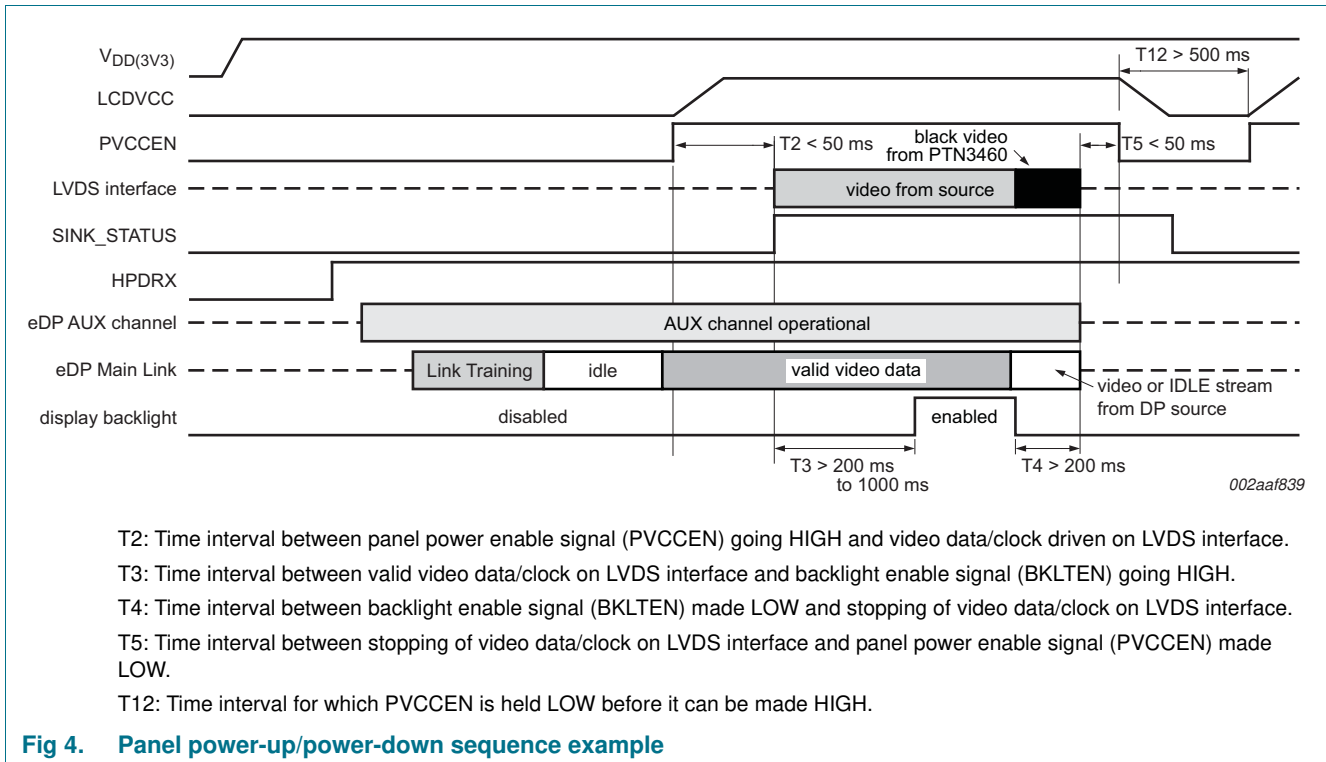 VDD(3V3)
T12 > 500 ms
LCDVCC
PVCCEN
T2 < 50 ms
black video
from PTN3460
T5 < 50 ms
LVDS interface
video from source
SINK_STATUS
HPDRX
eDP AUX channel
AUX channel operational
eDP Main Link
Link Training
idle
valid video data
video or IDLE stream
from DP source
display backlight
disabled
enabled
T3 > 200 ms
to 1000 ms
T4 > 200 ms
002aaf839
T2: Time interval between panel power enable signal (PVCCEN) going HIGH and video data/clock driven on LVDS interface.
T3: Time interval between valid video data/clock on LVDS interface and backlight enable signal (BKLTEN) going HIGH.
T4: Time interval between backlight enable signal (BKLTEN) made LOW and stopping of video data/clock on LVDS interface.
T5: Time interval between stopping of video data/clock on LVDS interface and panel power enable signal (PVCCEN) made
LOW.
T12: Time interval for which PVCCEN is held LOW before it can be made HIGH.
Fig 4. Panel power-up/power-down sequence example